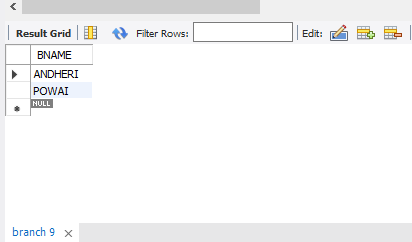 Result Grid Filter Rows: Edit:
BNAME
ANDHERI
POWAI
NULL
branch 9